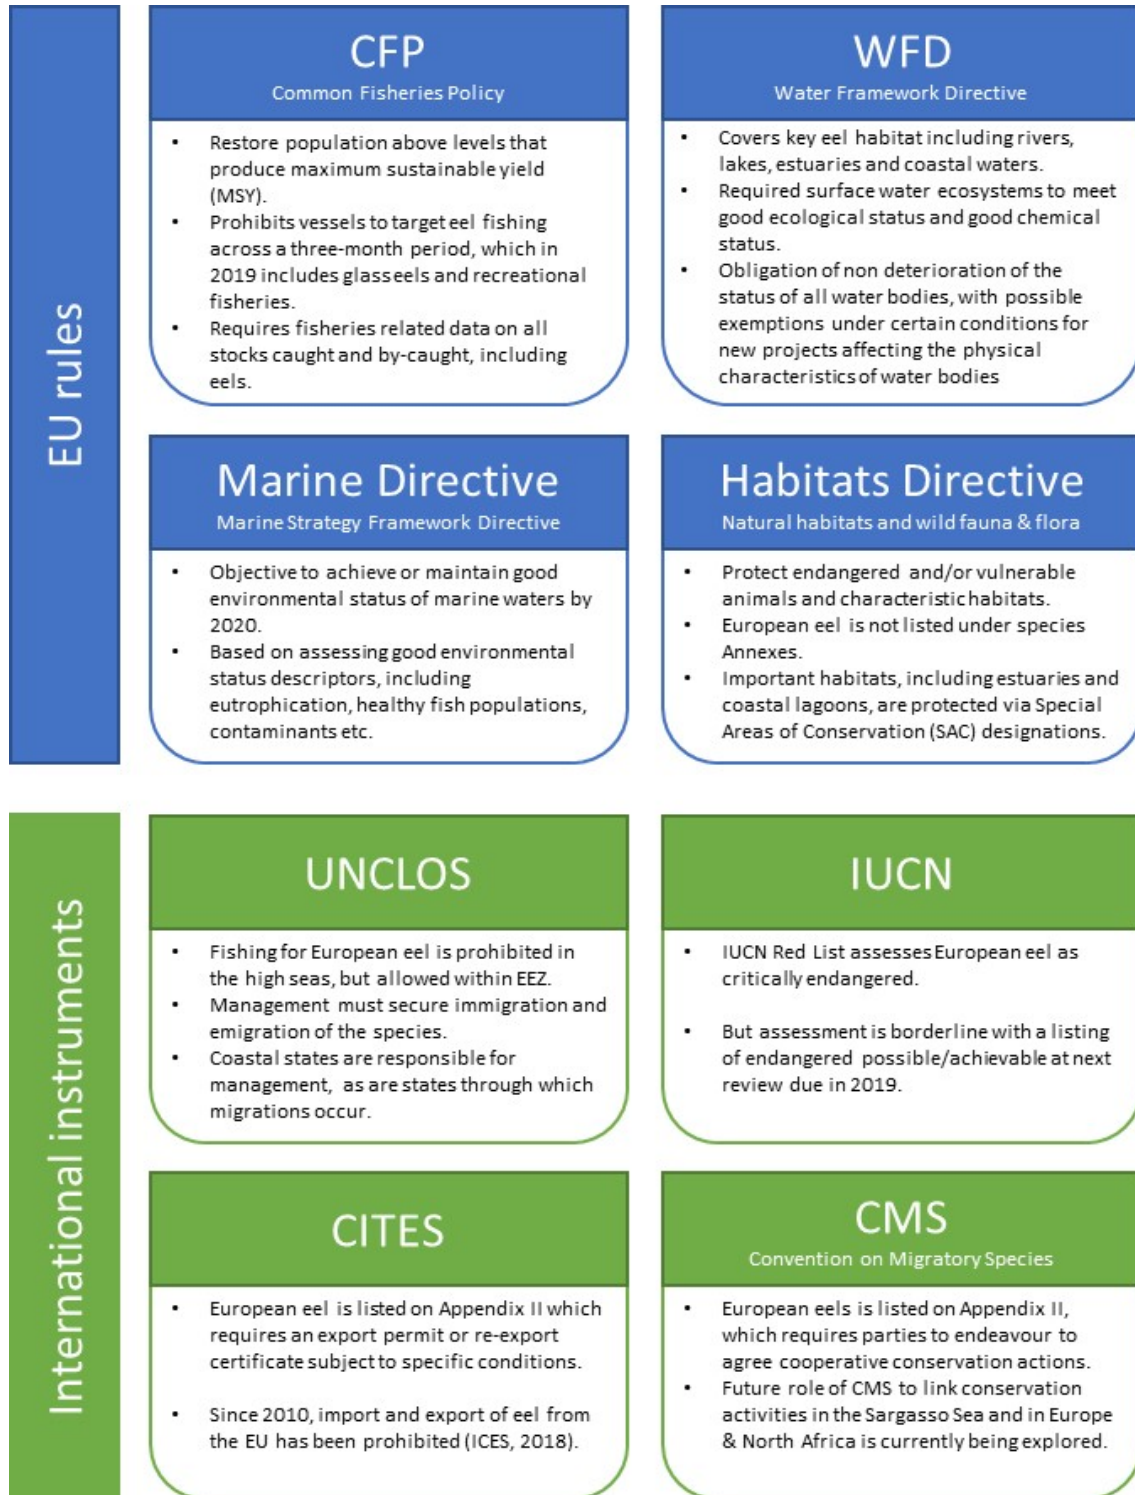 EU rules
CFP
Common Fisheries Policy
• Restore population above levels that
produce maximum sustainable yield
(MSY).
• Prohibits vessels to target eel fishing
across a three-month period, which in
2019 includes glass eels and recreational
fisheries.
• Requires fisheries related data on all
stocks caught and by-caught, including
eels.
WFD
Water Framework Directive
• Covers key eel habitat including rivers,
lakes, estuaries and coastal waters.
• Required surface water ecosystems to meet
good ecological status and good chemical
status.
• Obligation of non deterioration of the
status of all water bodies, with possible
exemptions under certain conditions for
new projects affecting the physical
characteristics of water bodies
Marine Directive
Marine Strategy Framework Directive
• Objective to achieve or maintain good
environmental status of marine waters by
2020.
• Based on assessing good environmental
status descriptors, including
eutrophication, healthy fish populations,
contaminants etc.
Habitats Directive
Natural habitats and wild fauna & flora
• Protect endangered and/or vulnerable
animals and characteristic habitats.
• European eel is not listed under species
Annexes.
• Important habitats, including estuaries and
coastal lagoons, are protected via Special
Areas of Conservation (SAC) designations.
International instruments
UNCLOS
• Fishing for European eel is prohibited in
the high seas, but allowed within EEZ.
• Management must secure immigration and
emigration of the species.
• Coastal states are responsible for
management, as are states through which
migrations occur.
IUCN
• IUCN Red List assesses European eel as
critically endangered.
• But assessment is borderline with a listing
of endangered possible/achievable at next
review due in 2019.
CITES
• European eel is listed on Appendix II which
requires an export permit or re-export
certificate subject to specific conditions.
• Since 2010, import and export of eel from
the EU has been prohibited (ICES, 2018).
CMS
Convention on Migratory Species
• European eels is listed on Appendix II,
which requires parties to endeavour to
agree cooperative conservation actions.
• Future role of CMS to link conservation
activities in the Sargasso Sea and in Europe
& North Africa is currently being explored.